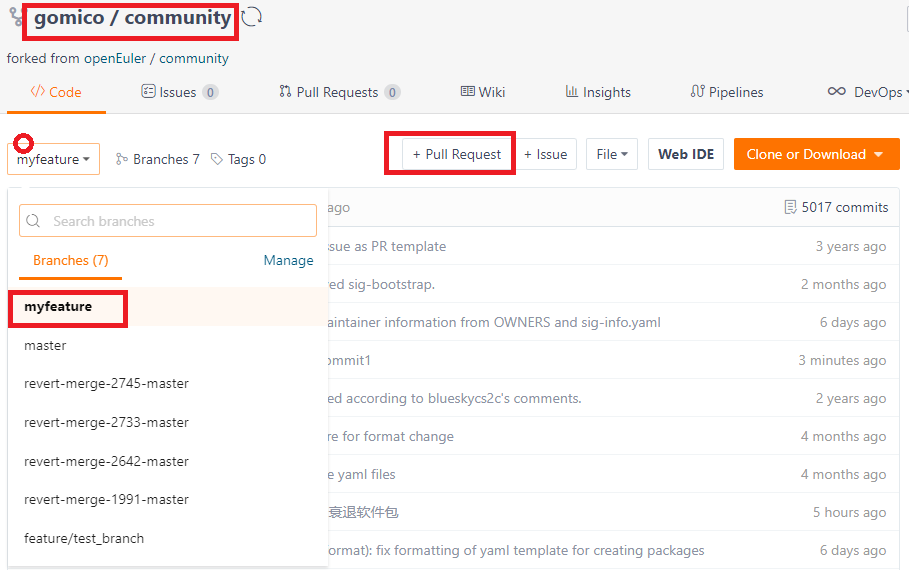 gomico / community
forked from openEuler / community
Code Issues 0 Pull Requests 0 Wiki Insights Pipelines DevOps
myfeature Branches 7 Tags 0 + Pull Request + Issue File Web IDE Clone or Download
Search branches
ago 5017 commits
Branches (7) Manage
ssue as PR template 3 years ago
red sig-bootstrap. 2 months ago
myfeature
aintainer information from OWNERS and sig-info.yaml 6 days ago
master
ommit1 3 minutes ago
revert-merge-2745-master
ed according to blueskycs2c's comments. 2 years ago
revert-merge-2733-master
re for format change 4 months ago
revert-merge-2642-master
e yaml files 4 months ago
revert-merge-1991-master
衰退软件包 5 hours ago
feature/test_branch
ormat): fix formatting of yaml template for creating packages 6 days ago